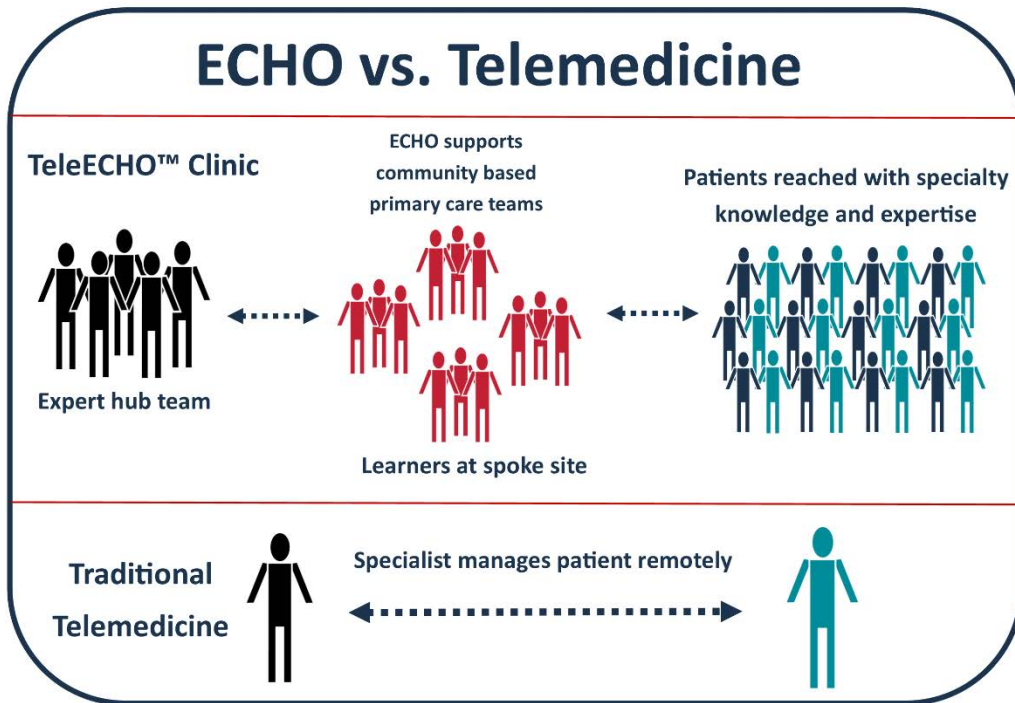 ECHO vs. Telemedicine
TeleECHO™ Clinic
ECHO supports
community based
primary care teams
Patients reached with specialty
knowledge and expertise
Expert hub team
Learners at spoke site
Traditional
Telemedicine
Specialist manages patient remotely